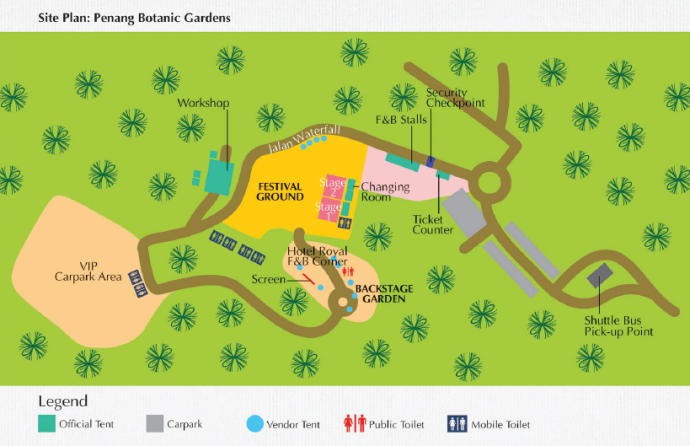 Site Plan: Penang Botanic Gardens
Security
Checkpoint
Workshop
F&B Stalls
Jalan Waterfall
Stage
2
Changing
Room
FESTIVAL
GROUND
Stage
1
Ticket
Counter
Hotel Royal
F&B Corner
VIP
Carpark Area
Screen
BACKSTAGE
GARDEN
Shuttle Bus
Pick-up Point
Legend
Official Tent
Carpark
Vendor Tent
Public Toilet
Mobile Toilet